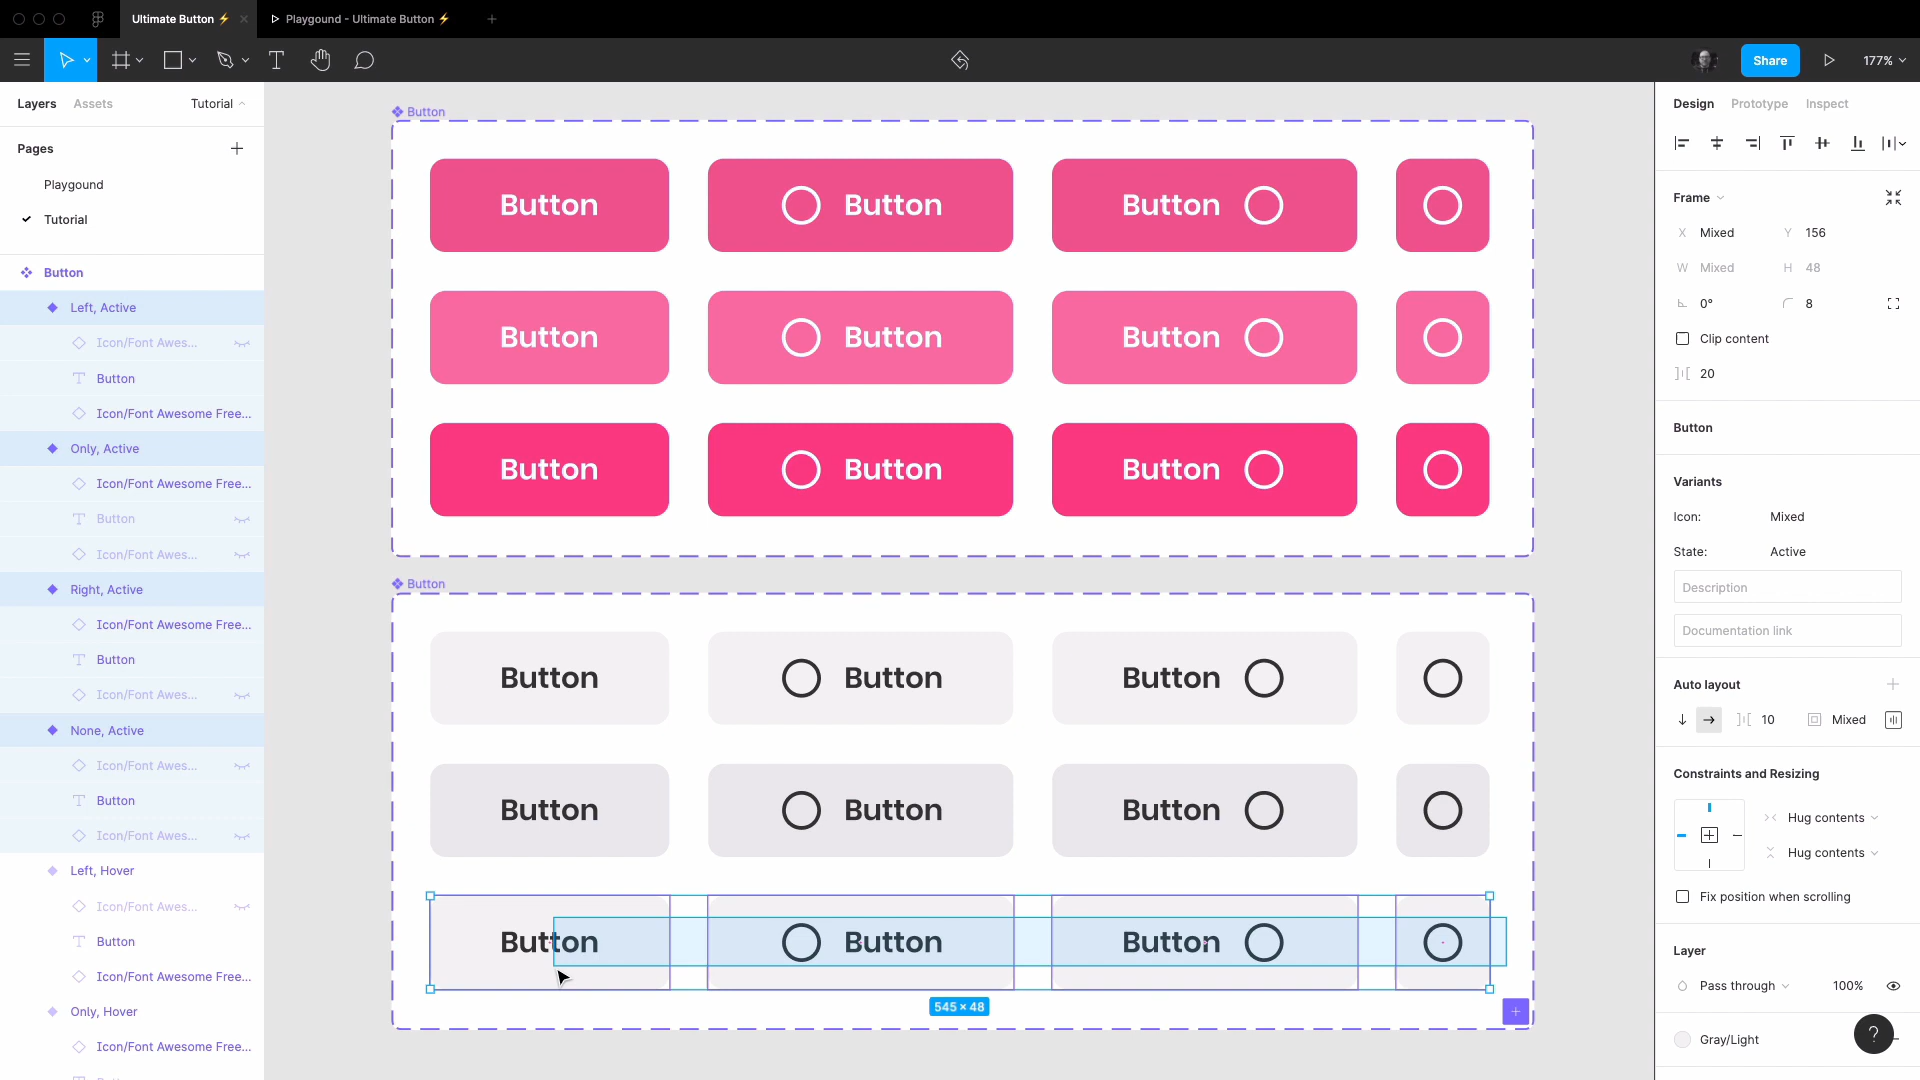 Ultimate Button ⚡
Playgound - Ultimate Button ⚡
Share
177%
Layers
Assets
Tutorial
Pages
Playgound
Tutorial
Button
Left, Active
Icon/Font Awes...
Button
Icon/Font Awesome Free...
Only, Active
Icon/Font Awesome Free...
Button
Icon/Font Awes...
Right, Active
Icon/Font Awesome Free...
Button
Icon/Font Awes...
None, Active
Icon/Font Awes...
Button
Icon/Font Awes...
Left, Hover
Icon/Font Awes...
Button
Icon/Font Awesome Free...
Only, Hover
Icon/Font Awesome Free...
Button
Button Button Button
Button Button Button
Button Button Button
Button
Button Button Button
Button Button Button
Button Button Button
545 × 48
Design
Prototype
Inspect
Frame
X Mixed Y 156
W Mixed H 48
0° 8
Clip content
20
Button
Variants
Icon: Mixed
State: Active
Description
Documentation link
Auto layout
10 Mixed
Constraints and Resizing
Hug contents
Hug contents
Fix position when scrolling
Layer
Pass through 100%
Gray/Light
?